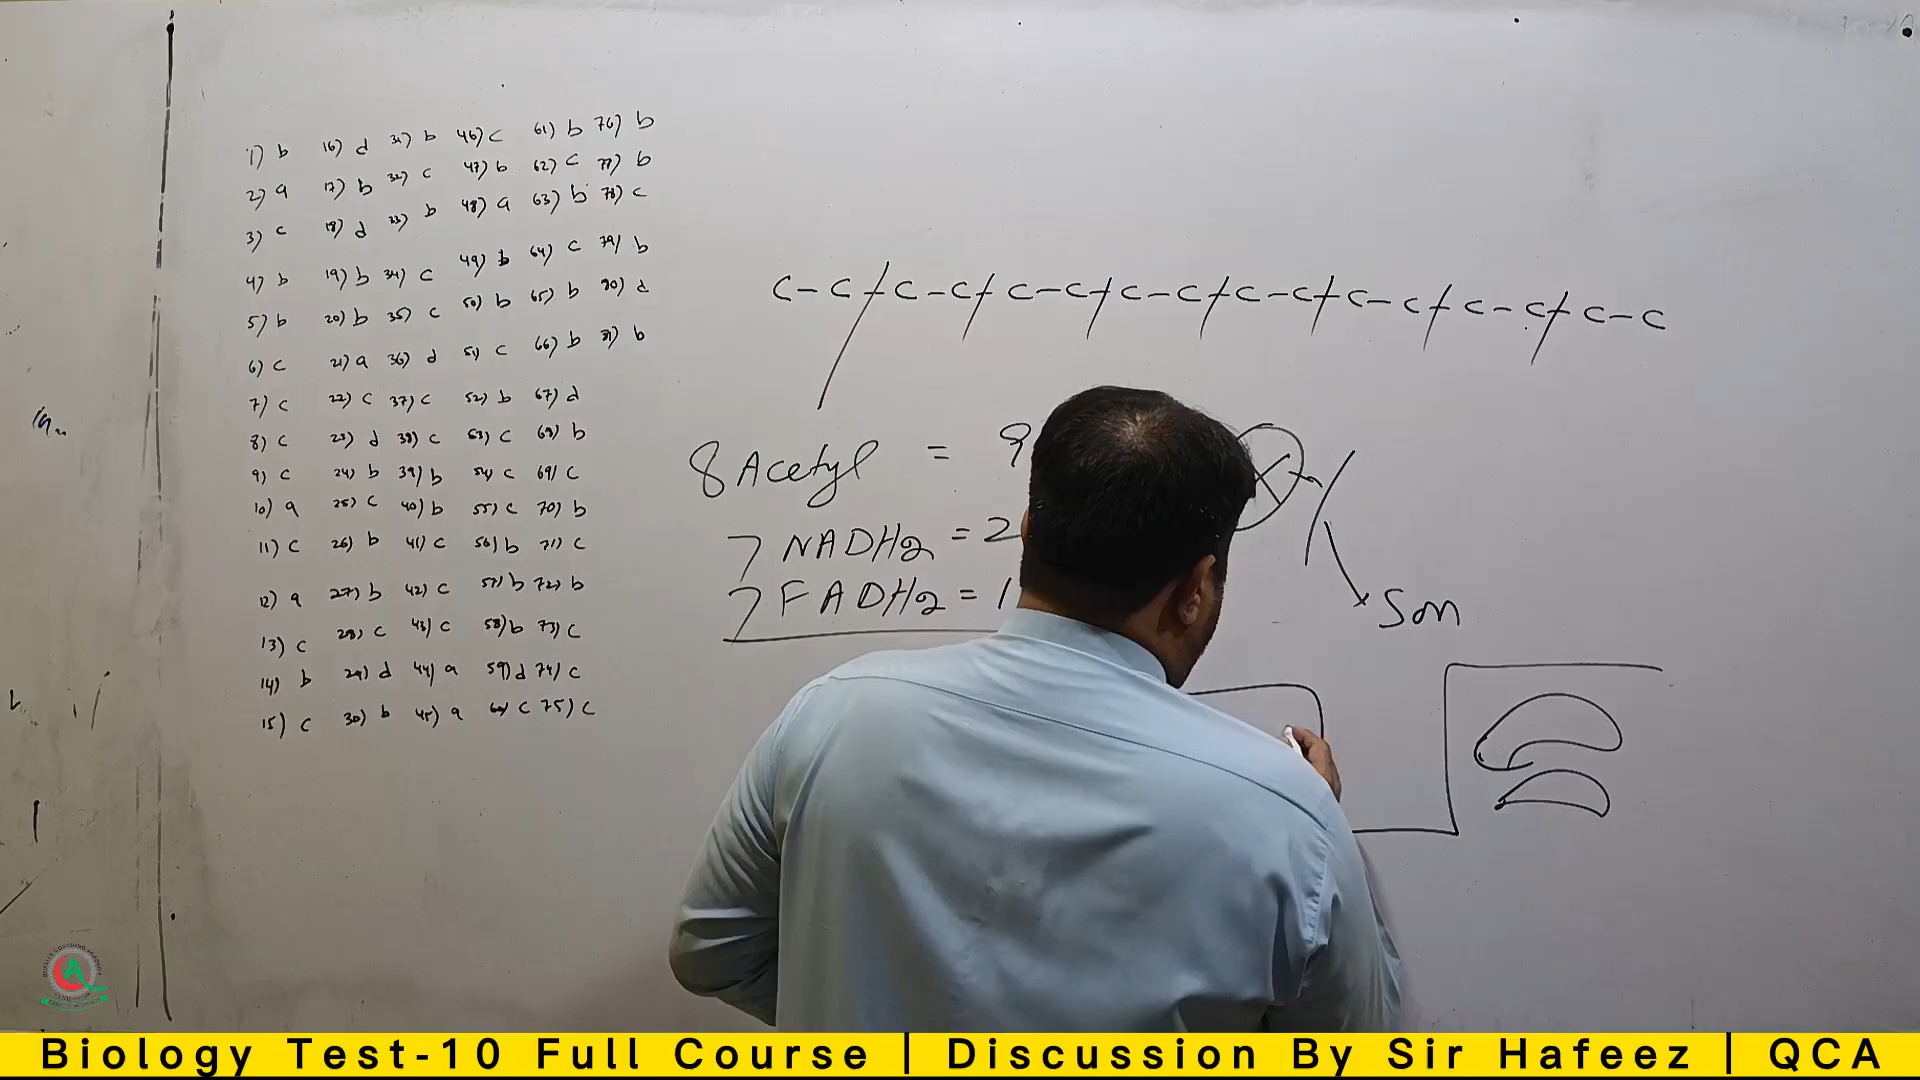 1) b 16) d 31) b 46) c 61) b 76) b
2) a 17) b 32) c 47) b 62) c 77) b
3) c 18) d 33) b 48) a 63) b 78) c
4) b 19) b 34) c 49) b 64) c 79) b
5) b 20) b 35) c 50) b 65) b 80) d
6) c 21) a 36) d 51) c 66) b 81) b
7) c 22) c 37) c 52) b 67) d
8) c 23) d 38) c 53) c 68) b
9) c 24) b 39) b 54) c 69) c
10) a 25) c 40) b 55) c 70) b
11) c 26) b 41) c 56) b 71) c
12) a 27) b 42) c 57) b 72) b
13) c 28) c 43) c 58) b 73) c
14) b 29) d 44) a 59) d 74) c
15) c 30) b 45) a 60) c 75) c
C-C/C-C/C-C/C-C/C-C/C-C/C-C/C-C
8 Acetyl = 9
7 NADH2 = 2
7 FADH2 = 1
Son
Biology Test-10 Full Course | Discussion By Sir Hafeez | QCA